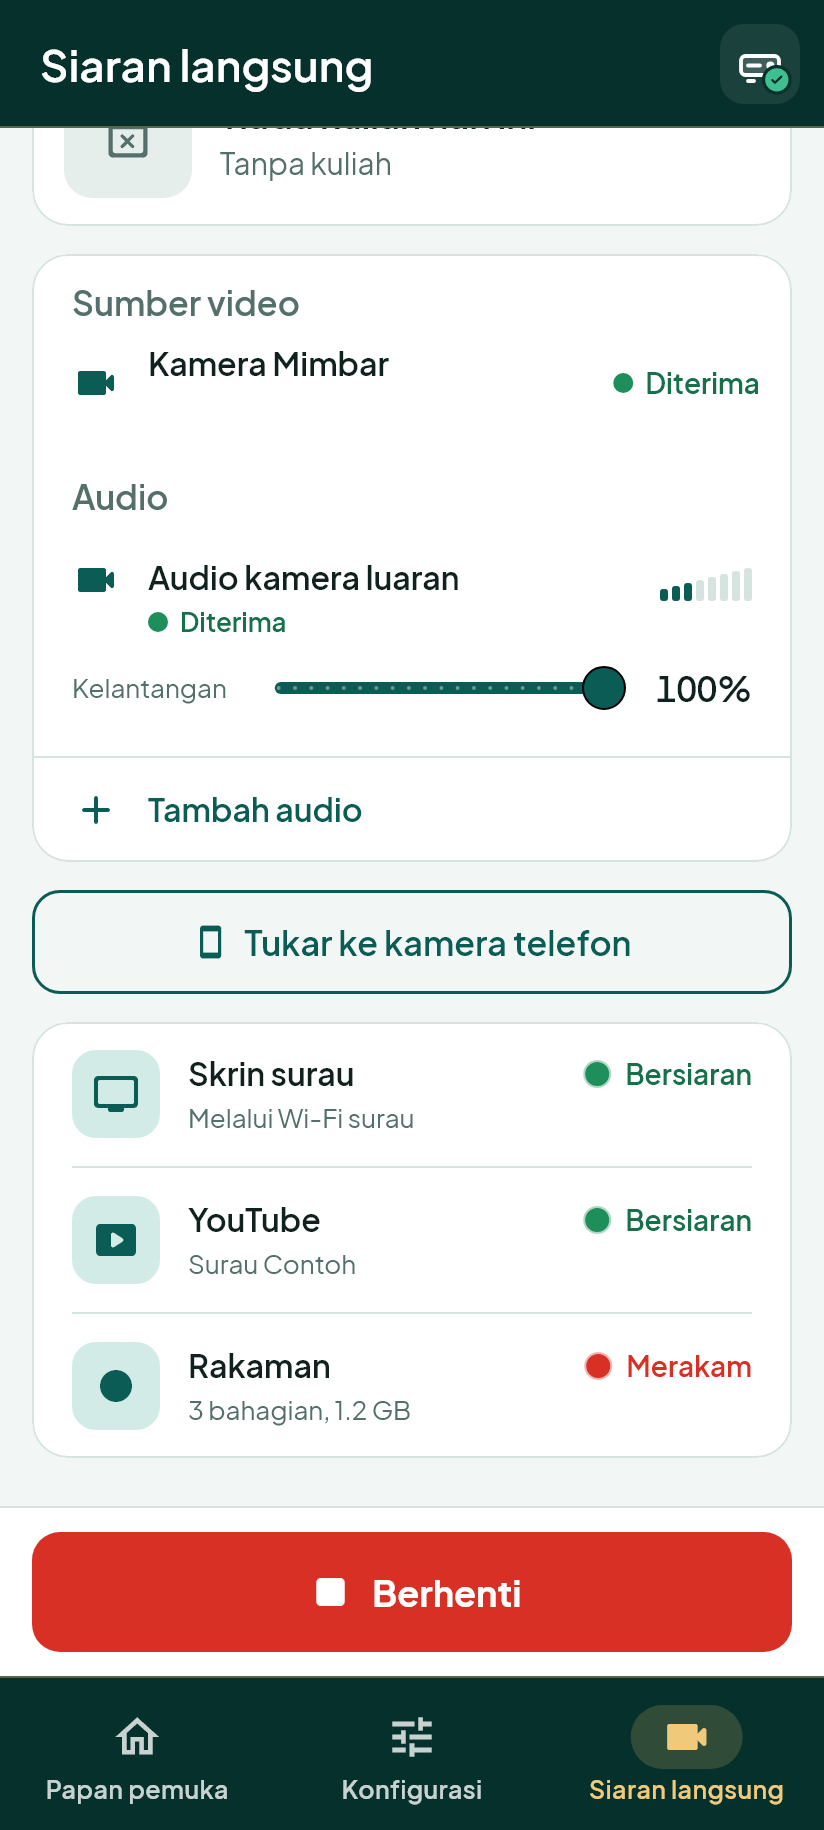 Siaran langsung
Tanpa kuliah
Sumber video
Kamera Mimbar
Diterima
Audio
Audio kamera luaran
Diterima
Kelantangan
100%
Tambah audio
Tukar ke kamera telefon
Skrin surau
Bersiaran
Melalui Wi-Fi surau
YouTube
Bersiaran
Surau Contoh
Rakaman
Merakam
3 bahagian, 1.2 GB
Berhenti
Papan pemuka
Konfigurasi
Siaran langsung